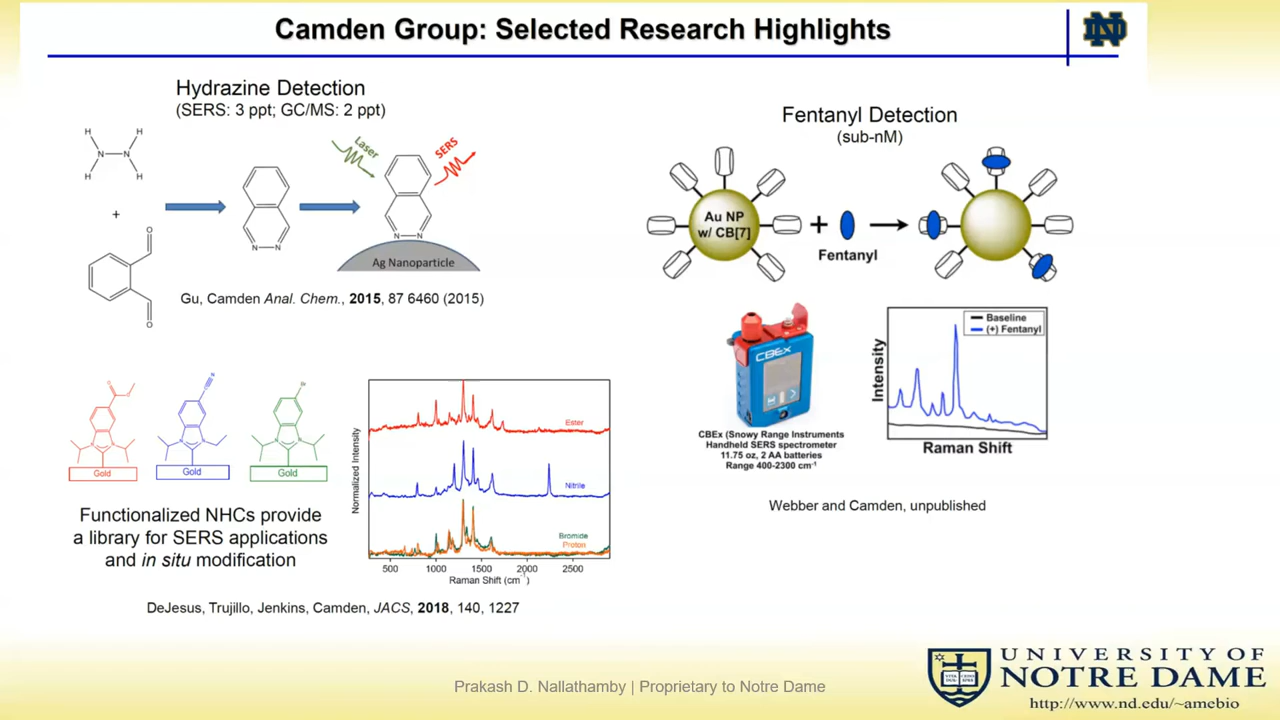 Camden Group: Selected Research Highlights
ND
Hydrazine Detection
(SERS: 3 ppt; GC/MS: 2 ppt)
H
H
N
N
H
H
+
O
O
N
N
Laser
SERS
N
N
Ag Nanoparticle
Gu, Camden Anal. Chem., 2015, 87 6460 (2015)
O
O
N
N
Gold
N
N
N
Gold
Br
N
N
Gold
Functionalized NHCs provide
a library for SERS applications
and in situ modification
Normalized Intensity
Ester
Nitrile
Bromide
Proton
500
1000
1500
2000
2500
Raman Shift (cm-1)
DeJesus, Trujillo, Jenkins, Camden, JACS, 2018, 140, 1227
Fentanyl Detection
(sub-nM)
Au NP
w/ CB[7]
+
Fentanyl
CBEx
CBEx (Snowy Range Instruments
Handheld SERS spectrometer
11.75 oz, 2 AA batteries
Range 400-2300 cm-1
Intensity
Baseline
(+) Fentanyl
Raman Shift
Webber and Camden, unpublished
Prakash D. Nallathamby | Proprietary to Notre Dame
UNIVERSITY OF
NOTRE DAME
http://www.nd.edu/~amebio